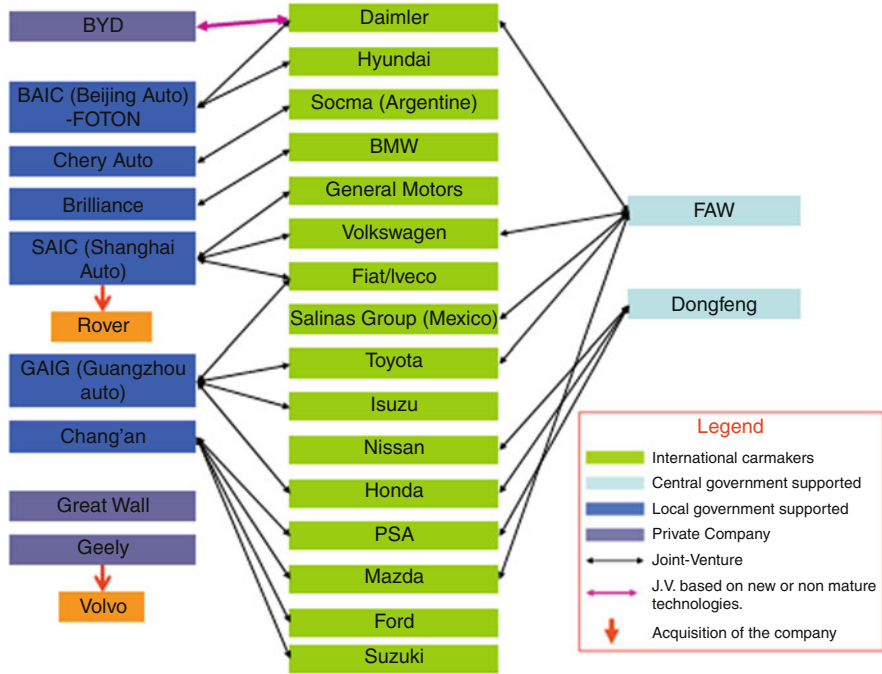 BYD
BAIC (Beijing Auto)
-FOTON
Chery Auto
Brilliance
SAIC (Shanghai
Auto)
Rover
GAIG (Guangzhou
auto)
Chang'an
Great Wall
Geely
Volvo
Daimler
Hyundai
Socma (Argentine)
BMW
General Motors
Volkswagen
Fiat/Iveco
Salinas Group (Mexico)
Toyota
Isuzu
Nissan
Honda
PSA
Mazda
Ford
Suzuki
FAW
Dongfeng
Legend
International carmakers
Central government supported
Local government supported
Private Company
Joint-Venture
J.V. based on new or non mature
technologies.
Acquisition of the company